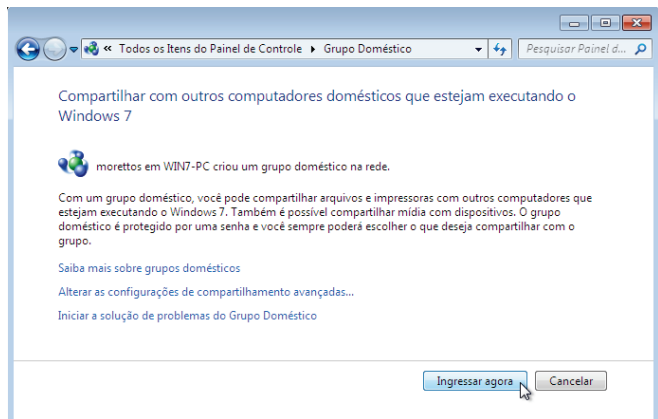 « Todos os Itens do Painel de Controle ▸ Grupo Doméstico
Pesquisar Painel d...
Compartilhar com outros computadores domésticos que estejam executando o
Windows 7
morettos em WIN7-PC criou um grupo doméstico na rede.
Com um grupo doméstico, você pode compartilhar arquivos e impressoras com outros computadores que
estejam executando o Windows 7. Também é possível compartilhar mídia com dispositivos. O grupo
doméstico é protegido por uma senha e você sempre poderá escolher o que deseja compartilhar com o
grupo.
Saiba mais sobre grupos domésticos
Alterar as configurações de compartilhamento avançadas...
Iniciar a solução de problemas do Grupo Doméstico
Ingressar agora
Cancelar